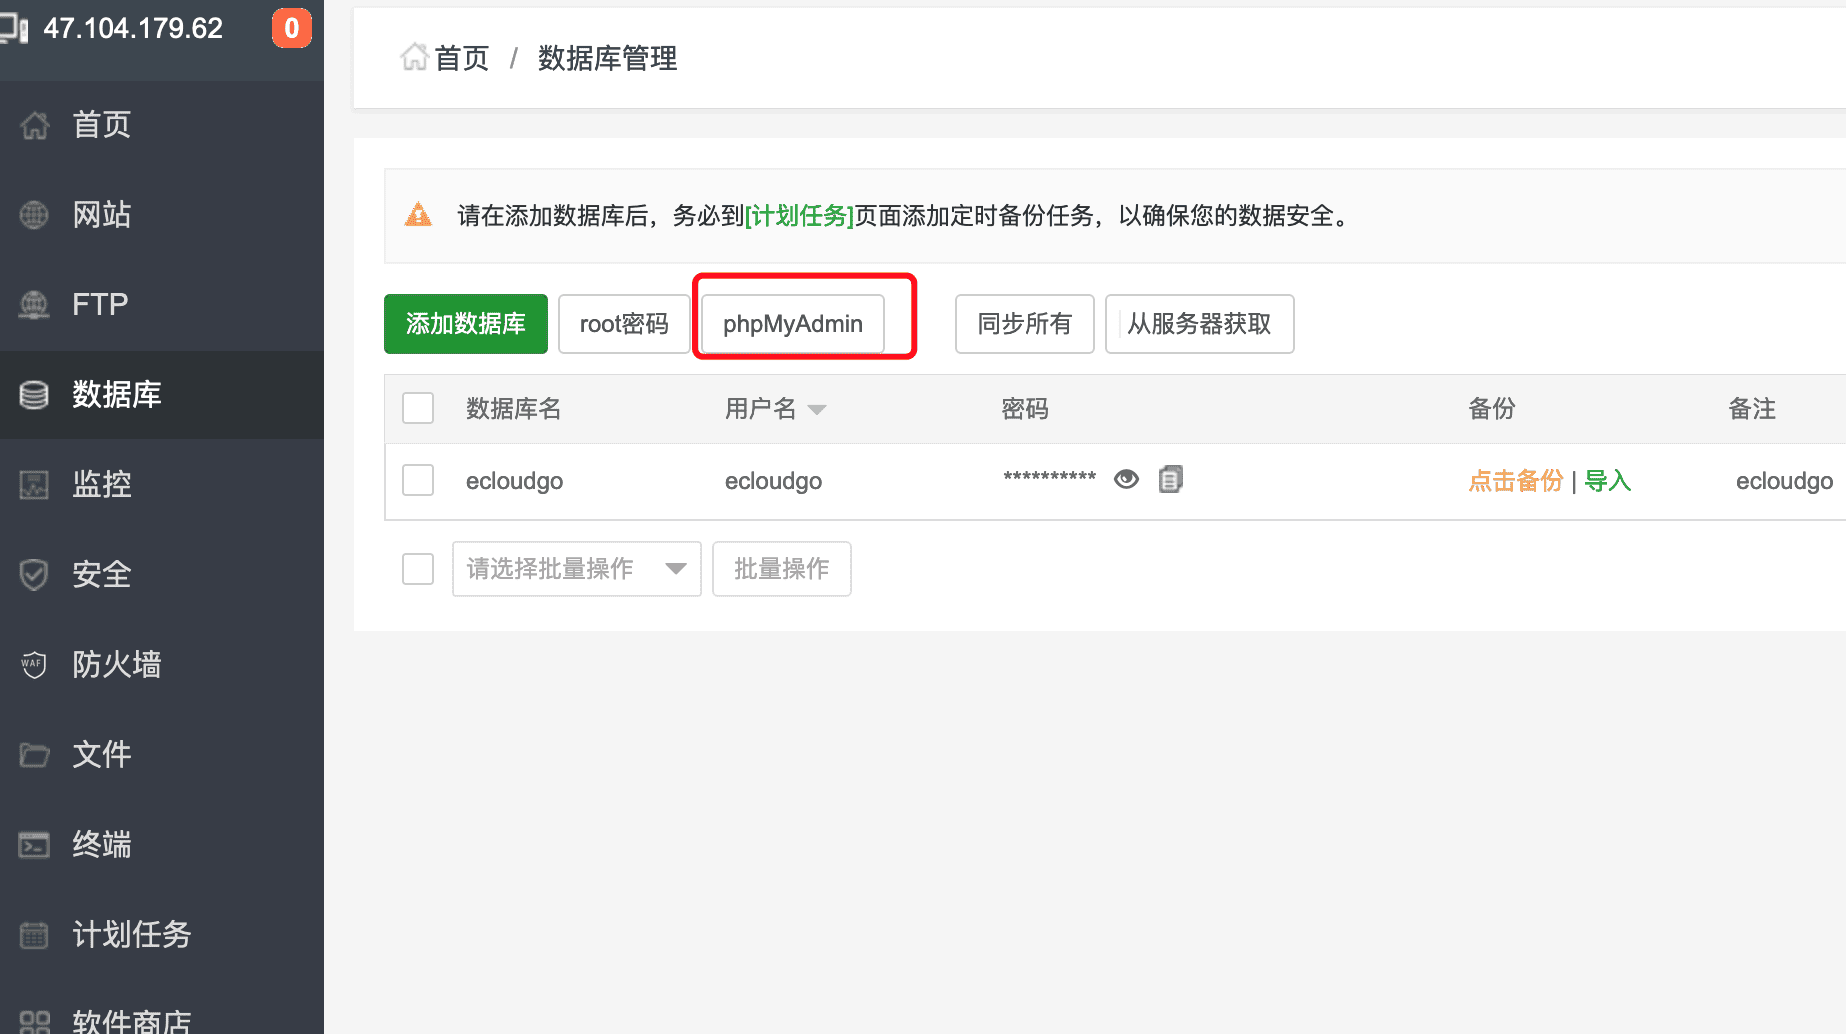 47.104.179.62 0
首页
网站
FTP
数据库
监控
安全
WAF 防火墙
文件
终端
计划任务
软件商店
首页 / 数据库管理
请在添加数据库后，务必到[计划任务]页面添加定时备份任务，以确保您的数据安全。
添加数据库 root密码 phpMyAdmin 同步所有 从服务器获取
数据库名 用户名 密码 备份 备注
ecloudgo ecloudgo ********** 点击备份 | 导入 ecloudgo
请选择批量操作 批量操作